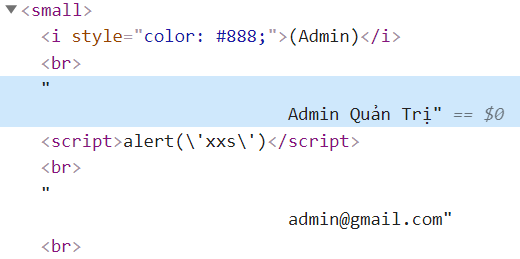 ▼<small>
<i style="color: #888;">(Admin)</i>
<br>
"
Admin Quản Trị" == $0
<script>alert(\'xxs\')</script>
<br>
"
admin@gmail.com"
<br>